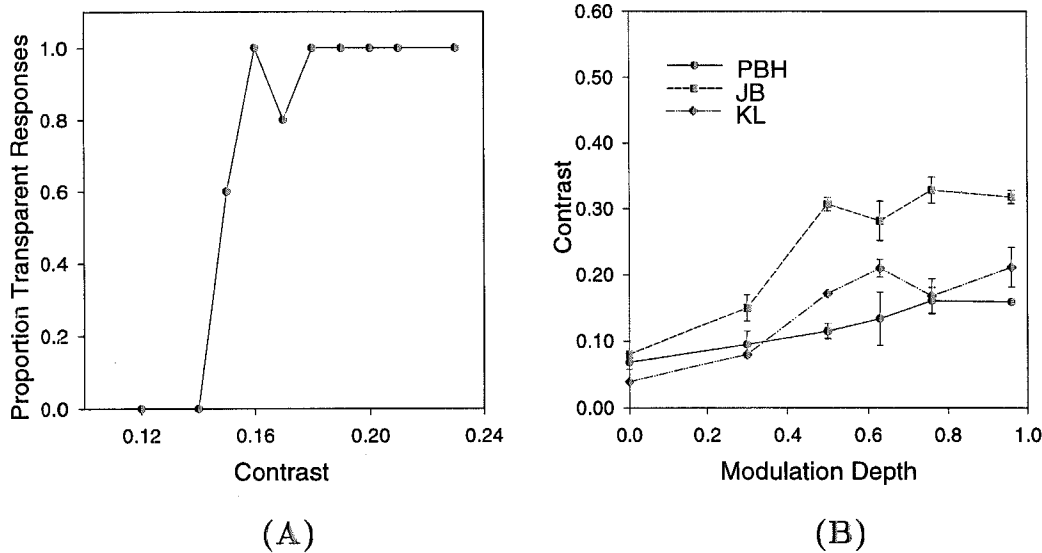 Proportion Transparent Responses
1.0
0.8
0.6
0.4
0.2
0.0
0.12
0.16
0.20
0.24
Contrast
(A)
Contrast
0.60
0.50
0.40
0.30
0.20
0.10
0.00
PBH
JB
KL
0.0
0.2
0.4
0.6
0.8
1.0
Modulation Depth
(B)